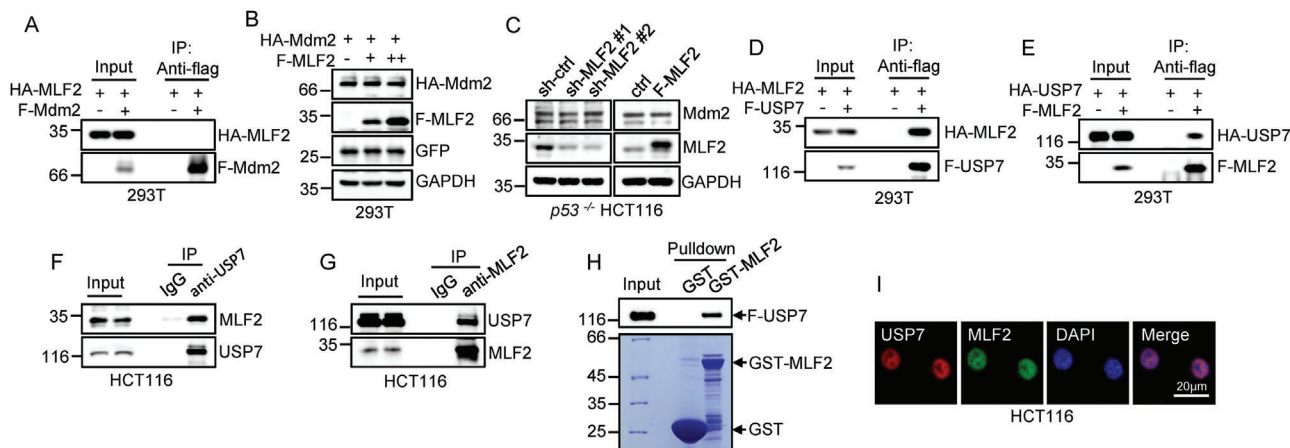 A
Input
IP:
Anti-flag
HA-MLF2 + + + +
F-Mdm2 - + - +
35
HA-MLF2
66
F-Mdm2
293T
B
HA-Mdm2 + + +
F-MLF2 - + ++
66
HA-Mdm2
35
F-MLF2
25
GFP
35
GAPDH
293T
C
sh-ctrl
sh-MLF2 #1
sh-MLF2 #2
ctrl
F-MLF2
66
Mdm2
35
MLF2
35
GAPDH
p53 -/- HCT116
D
Input
IP:
Anti-flag
HA-MLF2 + + + +
F-USP7 - + - +
35
HA-MLF2
116
F-USP7
293T
E
Input
IP:
Anti-flag
HA-USP7 + + + +
F-MLF2 - + - +
116
HA-USP7
35
F-MLF2
293T
F
Input
IP
IgG
anti-USP7
35
MLF2
116
USP7
HCT116
G
Input
IP
IgG
anti-MLF2
116
USP7
35
MLF2
HCT116
H
Pulldown
Input
GST
GST-MLF2
116
F-USP7
66
GST-MLF2
45
35
25
GST
I
USP7
MLF2
DAPI
Merge
20μm
HCT116